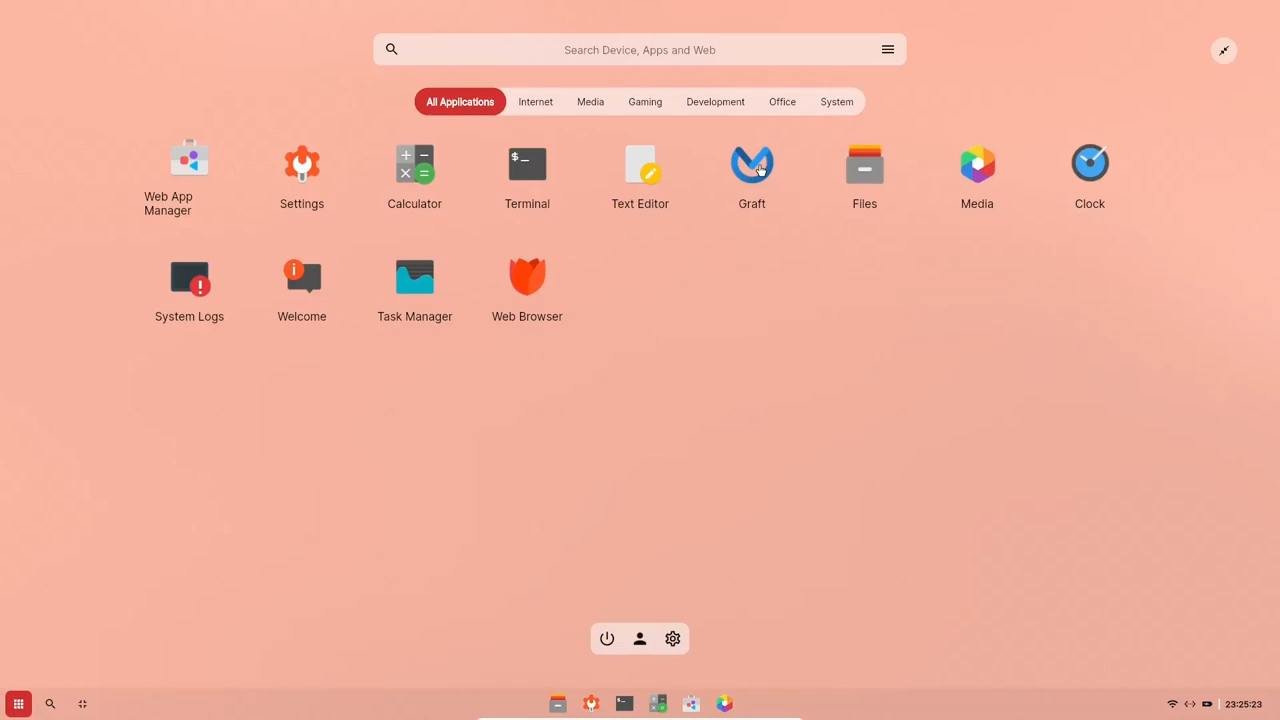 Search Device, Apps and Web
All Applications Internet Media Gaming Development Office System
Web App
Manager
Settings
Calculator
Terminal
Text Editor
Graft
Files
Media
Clock
System Logs
Welcome
Task Manager
Web Browser
23:25:23